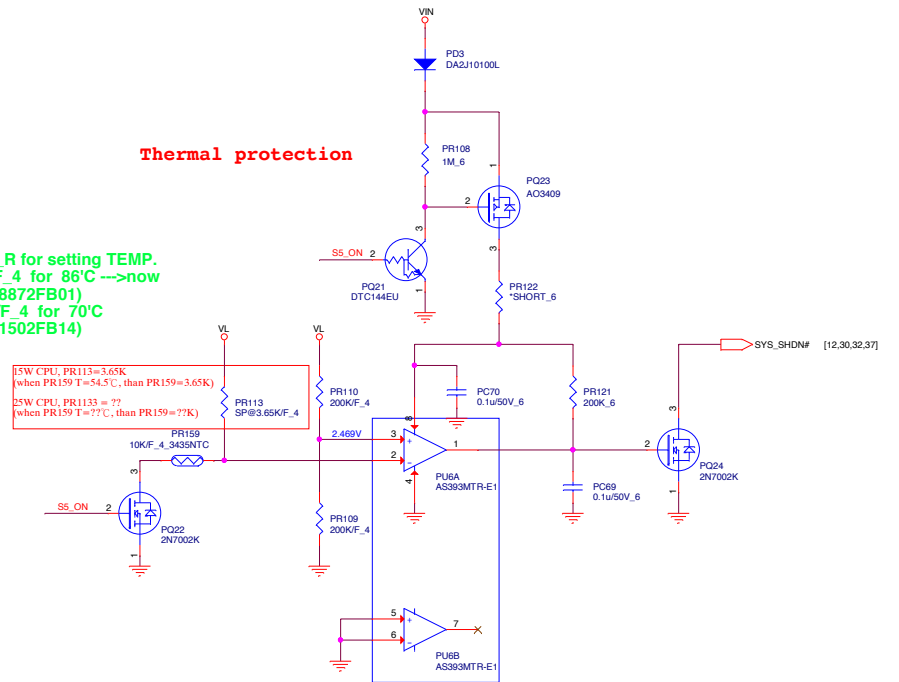 VIN
PD3
DA2J10100L
Thermal protection
PR108
1M_6
1
PQ23
AO3409
2
3
3
S5_ON 2
PQ21
DTC144EU
1
PR122
*SHORT_6
_R for setting TEMP.
F_4 for 86'C --->now
8872FB01)
/F_4 for 70'C
1502FB14)
VL
VL
SYS_SHDN# [12,30,32,37]
15W CPU, PR113=3.65K
(when PR159 T=54.5℃, than PR159=3.65K)
25W CPU, PR1133 = ??
(when PR159 T=??℃, than PR159=??K)
PR113
SP@3.65K/F_4
PR110
200K/F_4
PC70
0.1u/50V_6
PR121
200K_6
3
PR159
10K/F_4_3435NTC
2.469V
8
3
+
2
-
1
4
PU6A
AS393MTR-E1
2
PQ24
2N7002K
1
3
S5_ON 2
PQ22
2N7002K
1
PR109
200K/F_4
PC69
0.1u/50V_6
5
+
6
-
7
PU6B
AS393MTR-E1